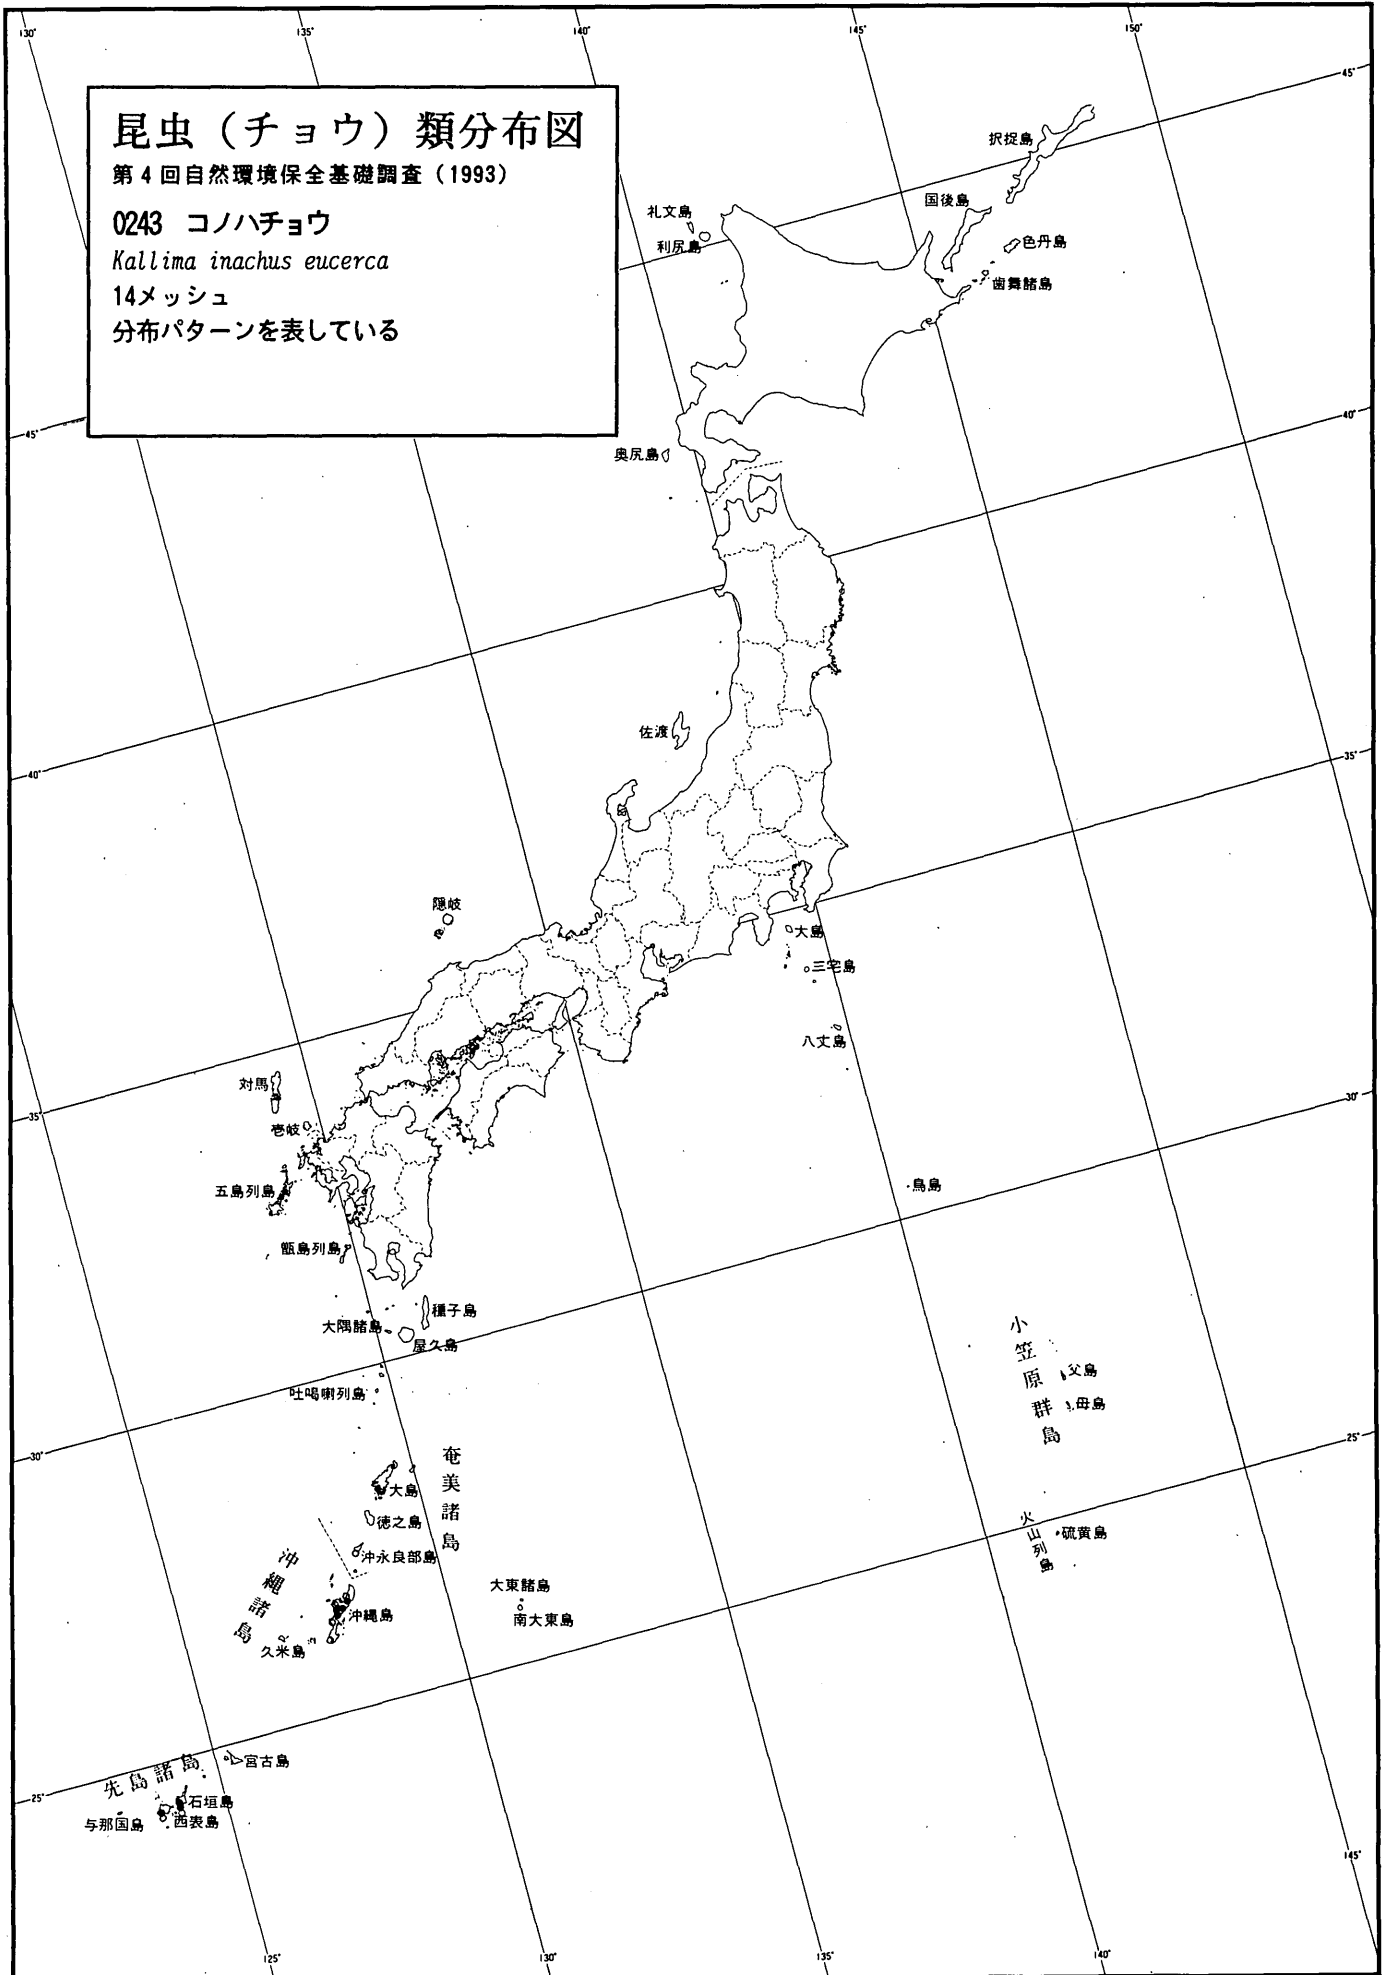 130°
135°
140°
145°
150°
昆虫（チョウ）類分布図
第４回自然環境保全基礎調査（1993）
0243 コノハチョウ
Kallima inachus eucerca
14メッシュ
分布パターンを表している
45°
択捉島
国後島
色丹島
歯舞諸島
礼文島
利尻島
40°
45°
奥尻島
佐渡
35°
40°
隠岐
大島
三宅島
八丈島
対馬
30°
35°
壱岐
五島列島
鳥島
甑島列島
種子島
大隅諸島
屋久島
小笠原群島
父島
母島
吐喝喇列島
25°
30°
奄美諸島
大島
徳之島
沖永良部島
火山列島
硫黄島
沖縄諸島
大東諸島
南大東島
沖縄島
久米島
宮古島
先島諸島
石垣島
西表島
与那国島
25°
145°
125°
130°
135°
140°